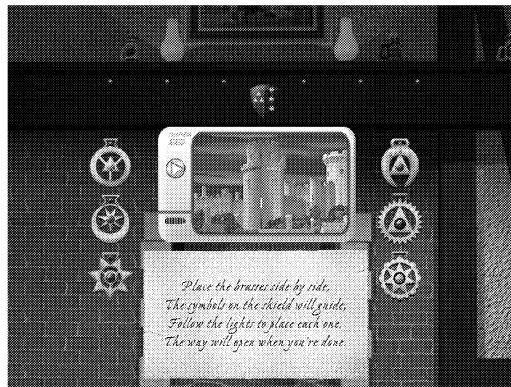 Place the brasses side by side,
The symbols on the shield will guide,
Follow the lights to place each one,
The way will open when you're done.